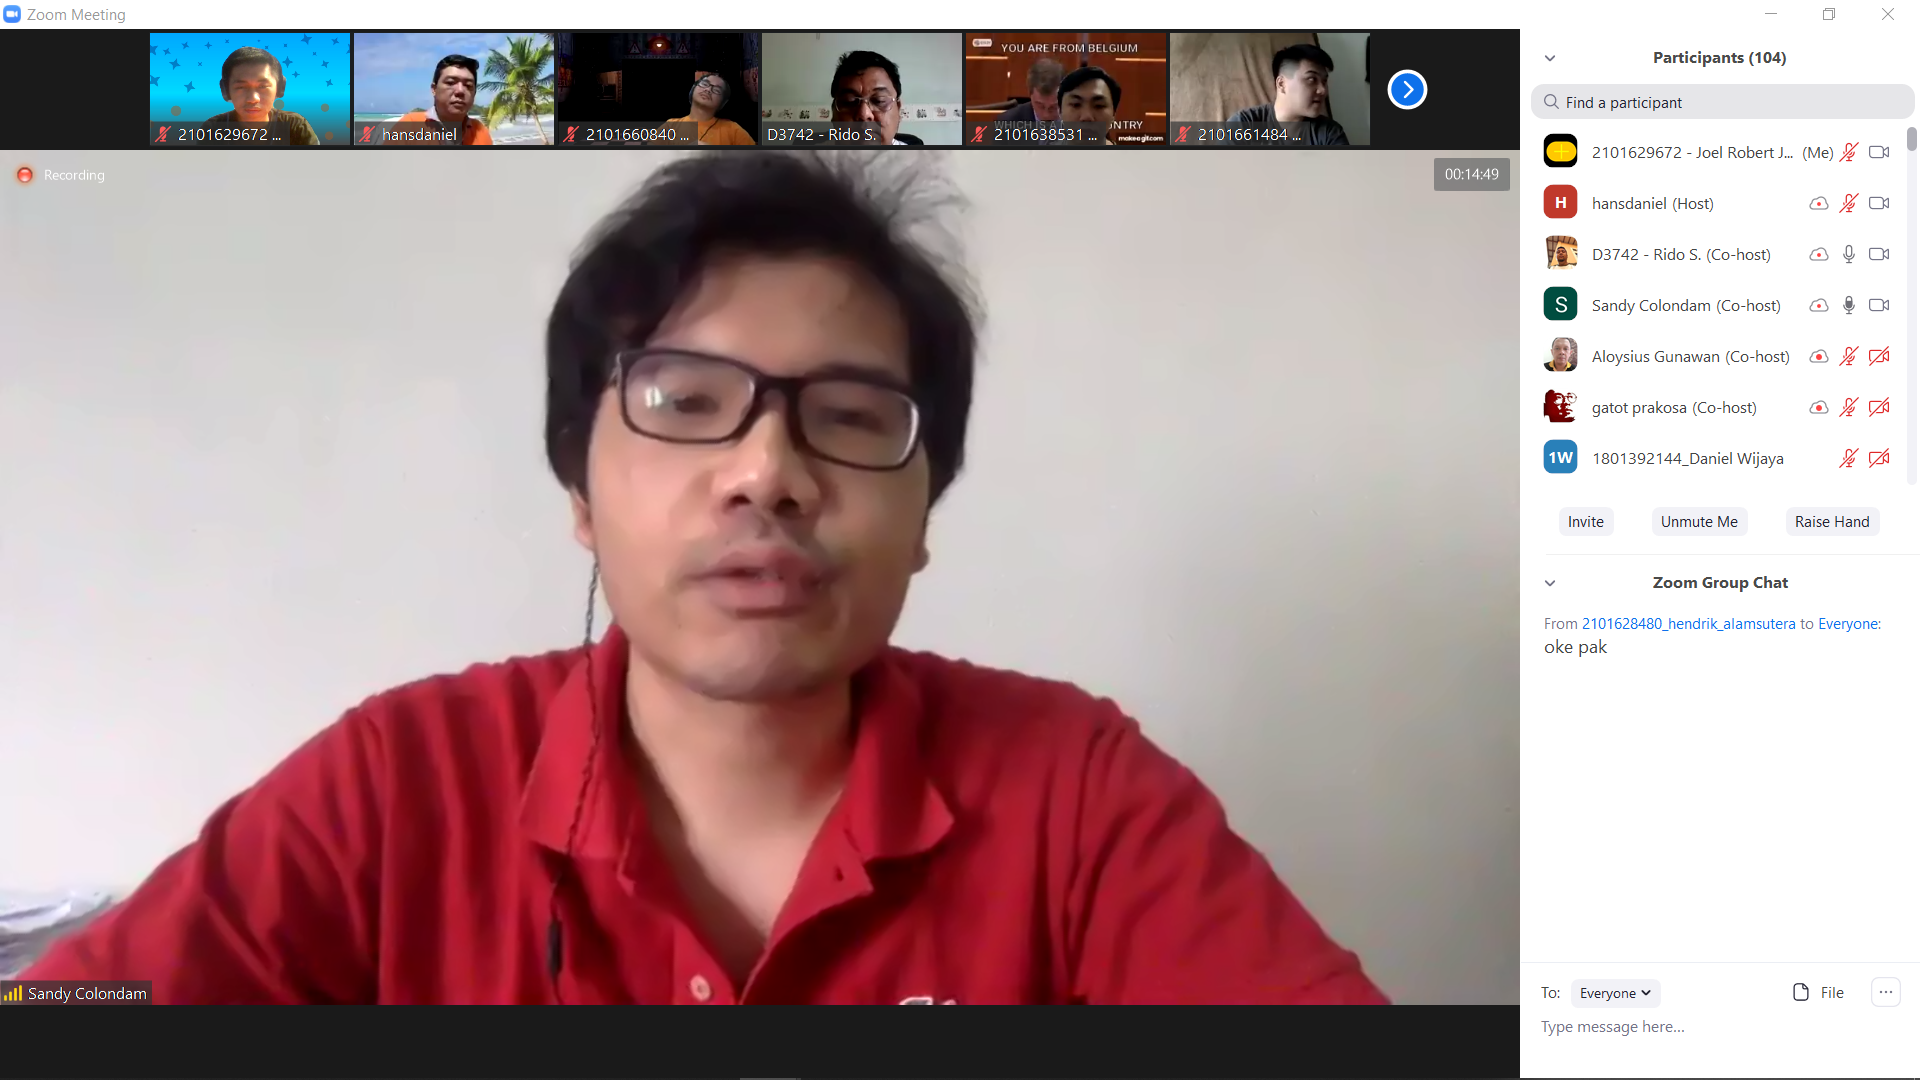 Zoom Meeting
2101629672 ...
hansdaniel
2101660840 ...
D3742 - Rido S.
YOU ARE FROM BELGIUM
WHICH IS A
NTRY
makeagif.com
2101638531 ...
2101661484 ...
Recording
00:14:49
Sandy Colondam
Participants (104)
Find a participant
2101629672 - Joel Robert J... (Me)
H hansdaniel (Host)
D3742 - Rido S. (Co-host)
S Sandy Colondam (Co-host)
Aloysius Gunawan (Co-host)
gatot prakosa (Co-host)
1W 1801392144_Daniel Wijaya
Invite Unmute Me Raise Hand
Zoom Group Chat
From 2101628480_hendrik_alamsutera to Everyone:
oke pak
To: Everyone File ...
Type message here...